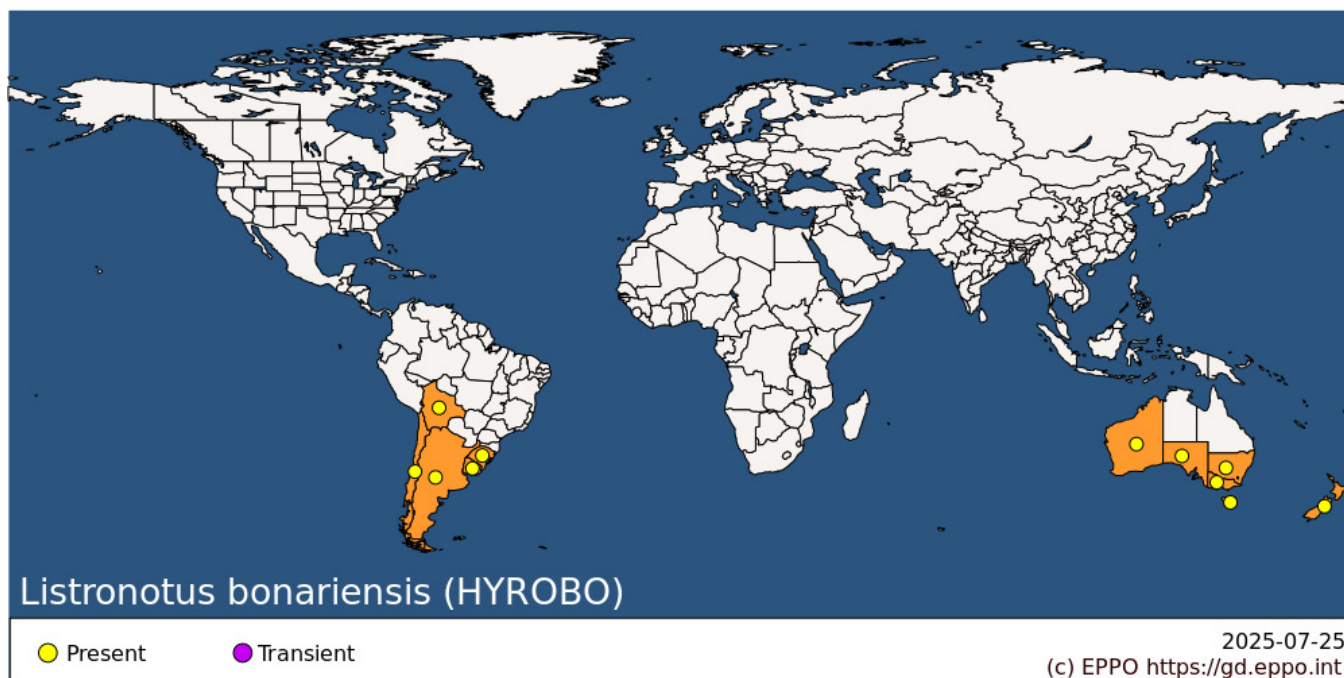 Listronotus bonariensis (HYROBO)
Present
Transient
2025-07-25
(c) EPPO https://gd.eppo.int